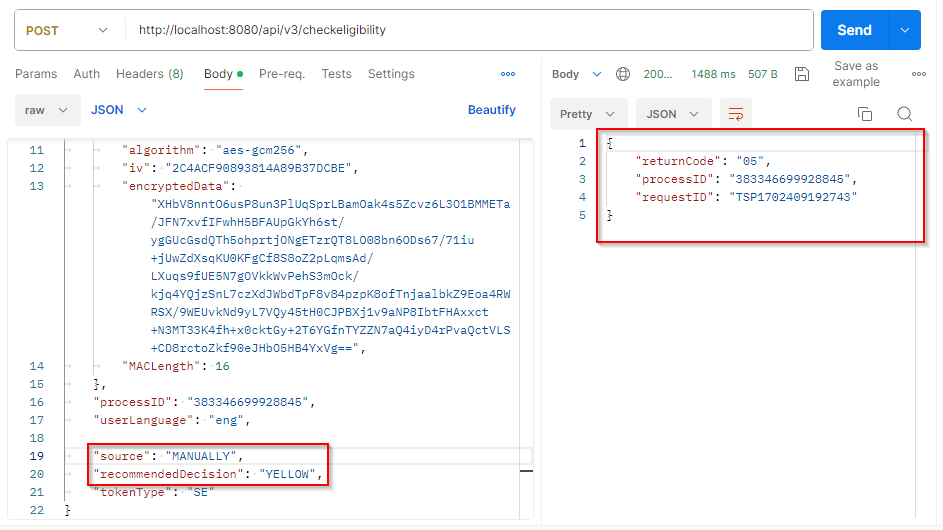 POST
http://localhost:8080/api/v3/checkeligibility
Send
Params Auth Headers (8) Body Pre-req. Tests Settings
raw JSON Beautify
11 "algorithm": "aes-gcm256",
12 "iv": "2C4ACF90893814A89B37DCBE",
13 "encryptedData":
"XHbV8nntO6usP8un3PlUqSprLBamOak4s5Zcvz6L3O1BMMETa
/JFN7xvfIFwhH5BFAUpGkYh6st/
ygGUcGsdQTh5ohprtjONgETzrQT8LO08bn6ODs67/71iu
+jUwZdXsqKU0KFgCf8S8oZ2pLqmsAd/
LXuqs9fUE5N7gOVkkWvPehS3mOck/
kjq4YQjzSnL7czXdJWbdTpF8v84pzpK8ofTnjaalbkZ9Eoa4RW
RSX/9WEUvkNd9yL7VQy45tH0CJPBXj1v9aNP8IbtFHAxxct
+N3MT33K4fh+x0cktGy+2T6YGfnTYZZN7aQ4iyD4rPvaQctVLS
+CD8rctoZkf90eJHbO5HB4YxVg==",
14 "MACLength": 16
15 },
16 "processID": "383346699928845",
17 "userLanguage": "eng",
18
19 "source": "MANUALLY",
20 "recommendedDecision": "YELLOW",
21 "tokenType": "SE"
22 }
Body 200... 1488 ms 507 B Save as example
Pretty JSON
1 {
2 "returnCode": "05",
3 "processID": "383346699928845",
4 "requestID": "TSP1702409192743"
5 }